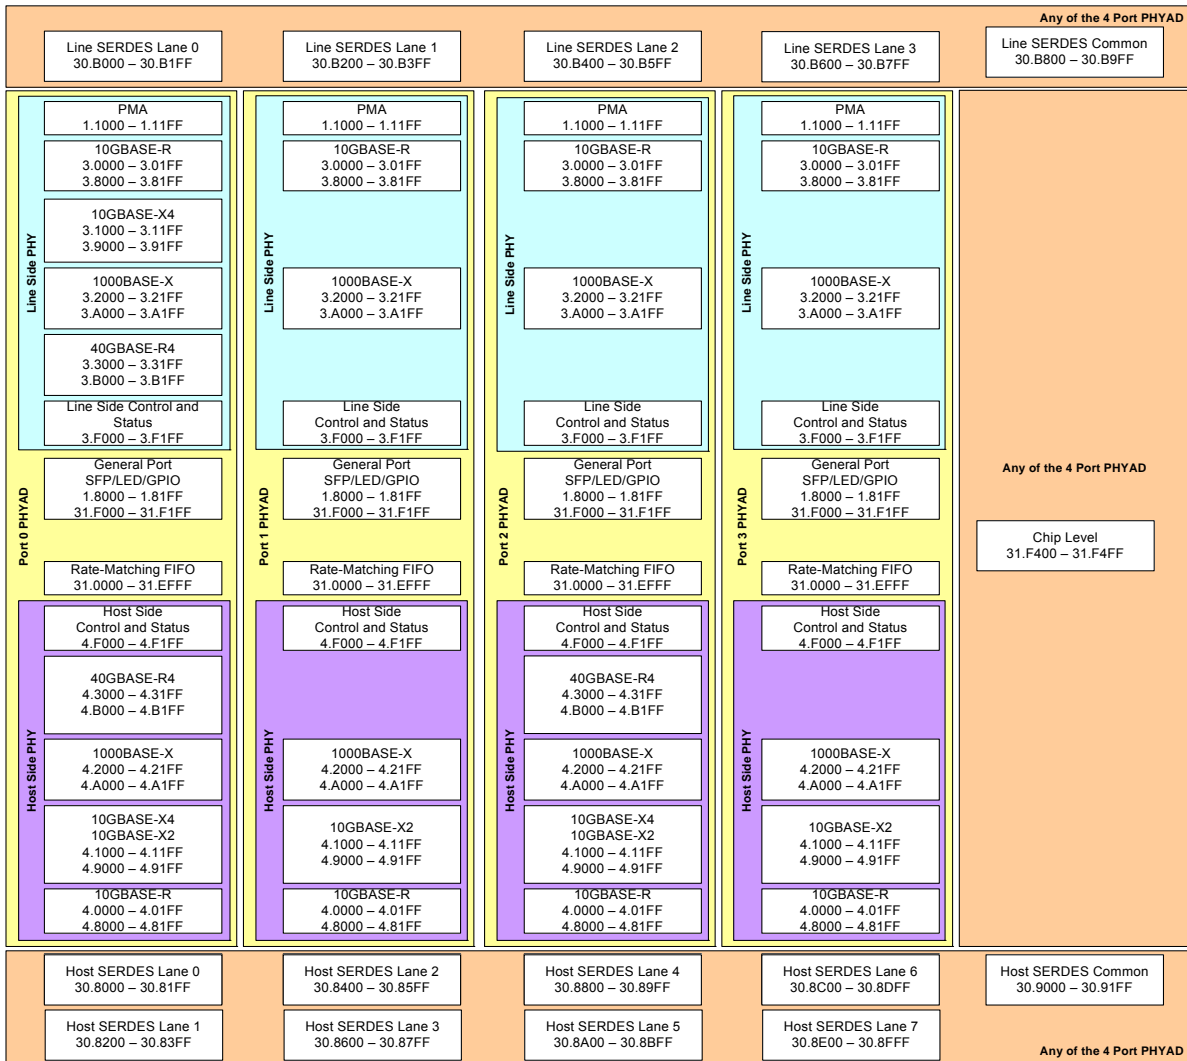 Any of the 4 Port PHYAD
Line SERDES Lane 0
30.B000 – 30.B1FF
Line SERDES Lane 1
30.B200 – 30.B3FF
Line SERDES Lane 2
30.B400 – 30.B5FF
Line SERDES Lane 3
30.B600 – 30.B7FF
Line SERDES Common
30.B800 – 30.B9FF
Port 0 PHYAD
Line Side PHY
PMA
1.1000 – 1.11FF
10GBASE-R
3.0000 – 3.01FF
3.8000 – 3.81FF
10GBASE-X4
3.1000 – 3.11FF
3.9000 – 3.91FF
1000BASE-X
3.2000 – 3.21FF
3.A000 – 3.A1FF
40GBASE-R4
3.3000 – 3.31FF
3.B000 – 3.B1FF
Line Side Control and
Status
3.F000 – 3.F1FF
General Port
SFP/LED/GPIO
1.8000 – 1.81FF
31.F000 – 31.F1FF
Rate-Matching FIFO
31.0000 – 31.EFFF
Host Side PHY
Host Side
Control and Status
4.F000 – 4.F1FF
40GBASE-R4
4.3000 – 4.31FF
4.B000 – 4.B1FF
1000BASE-X
4.2000 – 4.21FF
4.A000 – 4.A1FF
10GBASE-X4
10GBASE-X2
4.1000 – 4.11FF
4.9000 – 4.91FF
10GBASE-R
4.0000 – 4.01FF
4.8000 – 4.81FF
Port 1 PHYAD
Line Side PHY
PMA
1.1000 – 1.11FF
10GBASE-R
3.0000 – 3.01FF
3.8000 – 3.81FF
1000BASE-X
3.2000 – 3.21FF
3.A000 – 3.A1FF
Line Side
Control and Status
3.F000 – 3.F1FF
General Port
SFP/LED/GPIO
1.8000 – 1.81FF
31.F000 – 31.F1FF
Rate-Matching FIFO
31.0000 – 31.EFFF
Host Side PHY
Host Side
Control and Status
4.F000 – 4.F1FF
1000BASE-X
4.2000 – 4.21FF
4.A000 – 4.A1FF
10GBASE-X2
4.1000 – 4.11FF
4.9000 – 4.91FF
10GBASE-R
4.0000 – 4.01FF
4.8000 – 4.81FF
Port 2 PHYAD
Line Side PHY
PMA
1.1000 – 1.11FF
10GBASE-R
3.0000 – 3.01FF
3.8000 – 3.81FF
1000BASE-X
3.2000 – 3.21FF
3.A000 – 3.A1FF
Line Side
Control and Status
3.F000 – 3.F1FF
General Port
SFP/LED/GPIO
1.8000 – 1.81FF
31.F000 – 31.F1FF
Rate-Matching FIFO
31.0000 – 31.EFFF
Host Side PHY
Host Side
Control and Status
4.F000 – 4.F1FF
40GBASE-R4
4.3000 – 4.31FF
4.B000 – 4.B1FF
1000BASE-X
4.2000 – 4.21FF
4.A000 – 4.A1FF
10GBASE-X4
10GBASE-X2
4.1000 – 4.11FF
4.9000 – 4.91FF
10GBASE-R
4.0000 – 4.01FF
4.8000 – 4.81FF
Port 3 PHYAD
Line Side PHY
PMA
1.1000 – 1.11FF
10GBASE-R
3.0000 – 3.01FF
3.8000 – 3.81FF
1000BASE-X
3.2000 – 3.21FF
3.A000 – 3.A1FF
Line Side
Control and Status
3.F000 – 3.F1FF
General Port
SFP/LED/GPIO
1.8000 – 1.81FF
31.F000 – 31.F1FF
Rate-Matching FIFO
31.0000 – 31.EFFF
Host Side PHY
Host Side
Control and Status
4.F000 – 4.F1FF
1000BASE-X
4.2000 – 4.21FF
4.A000 – 4.A1FF
10GBASE-X2
4.1000 – 4.11FF
4.9000 – 4.91FF
10GBASE-R
4.0000 – 4.01FF
4.8000 – 4.81FF
Any of the 4 Port PHYAD
Chip Level
31.F400 – 31.F4FF
Host SERDES Lane 0
30.8000 – 30.81FF
Host SERDES Lane 2
30.8400 – 30.85FF
Host SERDES Lane 4
30.8800 – 30.89FF
Host SERDES Lane 6
30.8C00 – 30.8DFF
Host SERDES Common
30.9000 – 30.91FF
Host SERDES Lane 1
30.8200 – 30.83FF
Host SERDES Lane 3
30.8600 – 30.87FF
Host SERDES Lane 5
30.8A00 – 30.8BFF
Host SERDES Lane 7
30.8E00 – 30.8FFF
Any of the 4 Port PHYAD